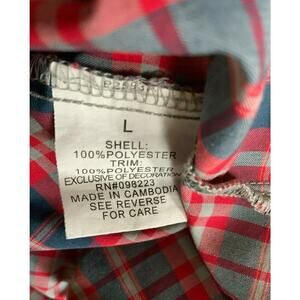 L
SHELL:
100%POLYESTER
TRIM:
100%POLYESTER
EXCLUSIVE OF DECORATION
RN#098223
MADE IN CAMBODIA
SEE REVERSE
FOR CARE